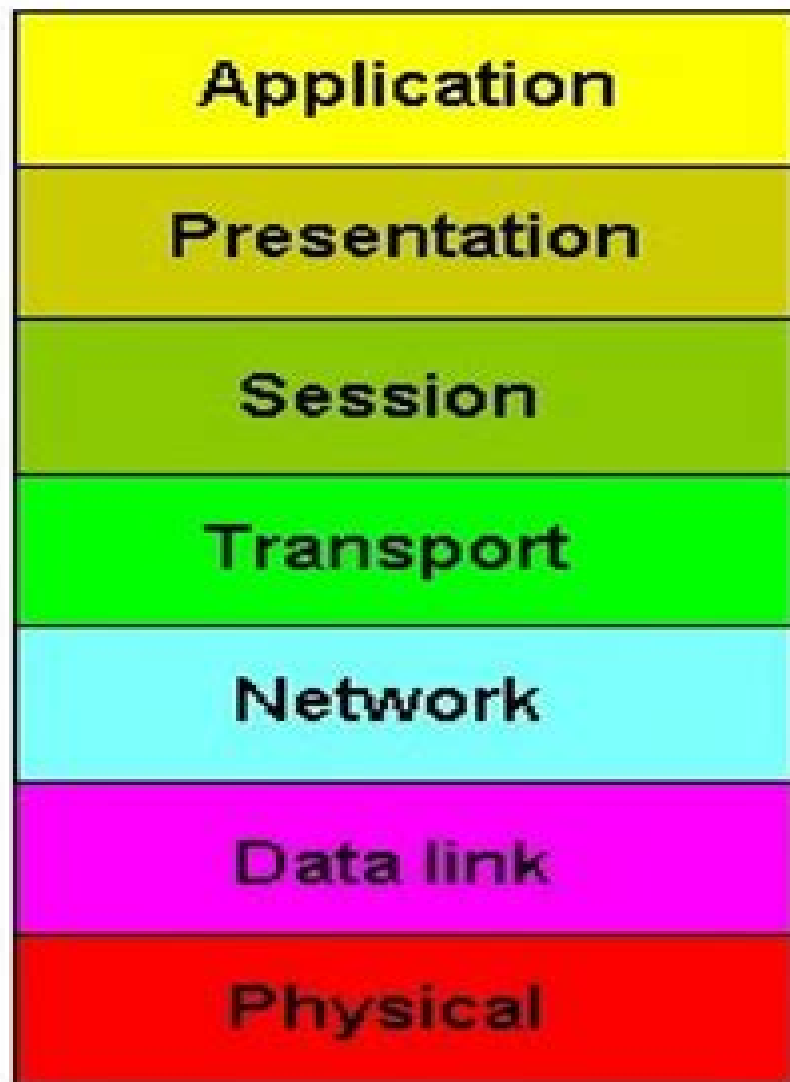 Application
Presentation
Session
Transport
Network
Data link
Physical